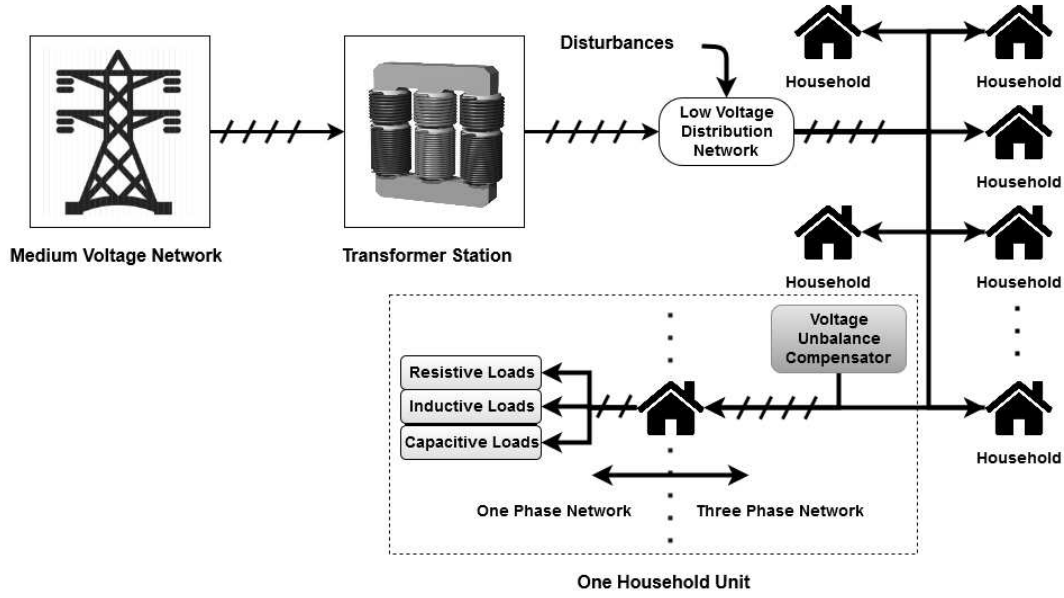 Disturbances
Household
Household
Low Voltage
Distribution
Network
Household
Medium Voltage Network
Transformer Station
Household
Household
Voltage
Unbalance
Compensator
Resistive Loads
Inductive Loads
Capacitive Loads
Household
One Phase Network
Three Phase Network
One Household Unit